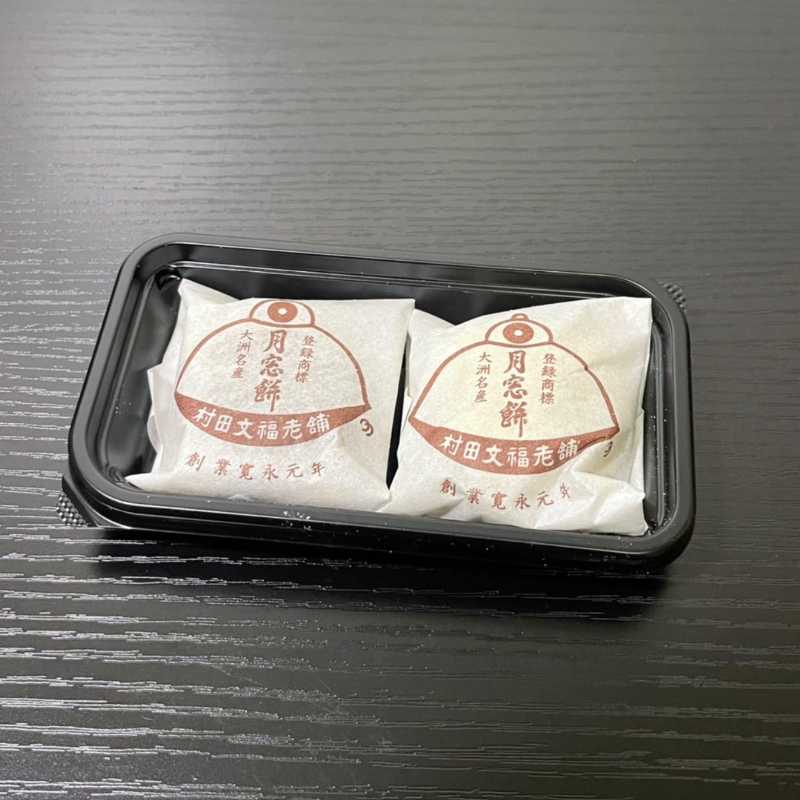 登録商標
月窓餅
大洲名産
村田文福老舗
創業寛永元年
登録商標
月窓餅
大洲名産
村田文福老舗
創業寛永元年